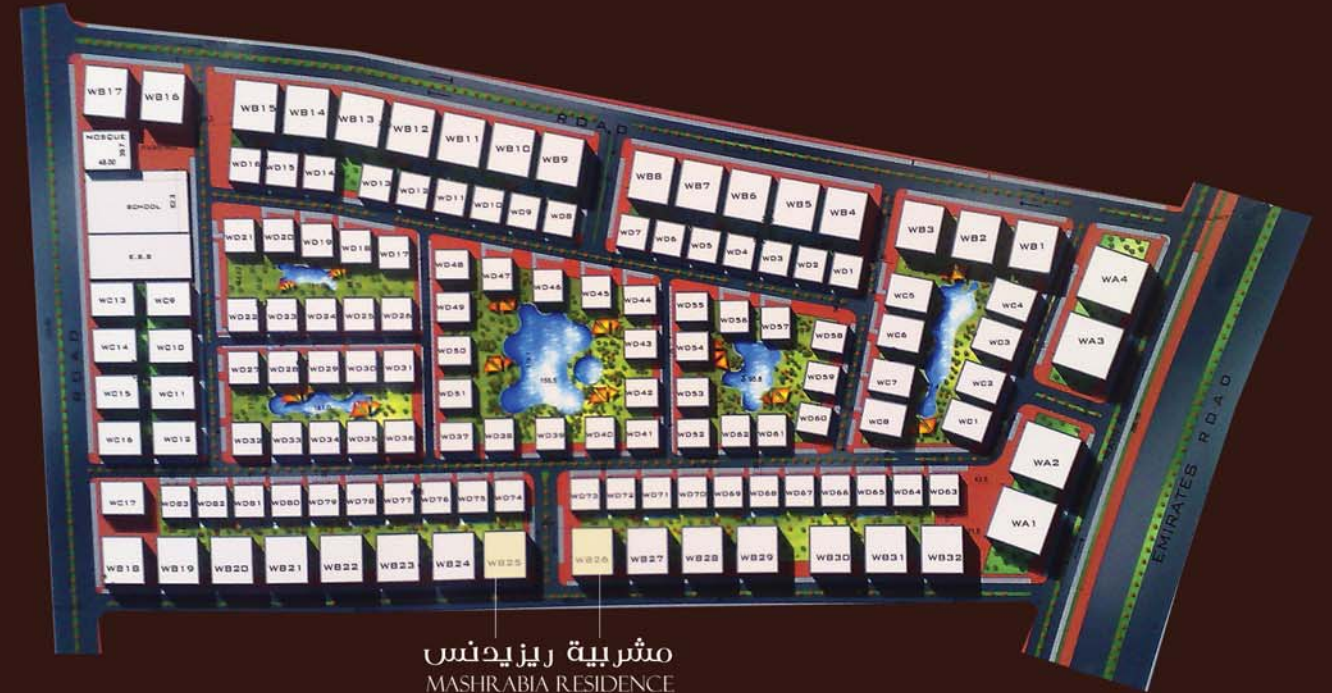 ROAD
WB17 WB16
WB15 WB14 WB13 WB12 WB11 WB10 WB9
WB8 WB7 WB6 WB5 WB4
WB3 WB2 WB1
WA4
WA3
MOSQUE
SCHOOL
WD16 WD15 WD14 WD13 WD12 WD11 WD10 WD9 WD8
WD7 WD6 WD5 WD4 WD3 WD2 WD1
WD21 WD20 WD19 WD18 WD17
WD22 WD23 WD24 WD25 WD26
WD27 WD28 WD29 WD30 WD31
WD32 WD33 WD34 WD35 WD36
WD48 WD47 WD46 WD45 WD44
WD49 WD43
WD50 WD42
WD51
WD37 WD38 WD39 WD40 WD41
WD55 WD56 WD57 WD58
WD54 WD59
WD53 WD60
WD52 WD62 WD61
WC5 WC4
WC6 WC3
WC7 WC2
WC8 WC1
WC13 WC9
WC14 WC10
WC15 WC11
WC16 WC12
ROAD
WA2
WA1
EMIRATES ROAD
WC17 WD83 WD82 WD81 WD80 WD79 WD78 WD77 WD76 WD75 WD74
WD73 WD72 WD71 WD70 WD69 WD68 WD67 WD66 WD65 WD64 WD63
WB18 WB19 WB20 WB21 WB22 WB23 WB24 WB25
WB26 WB27 WB28 WB29 WB30 WB31 WB32
مشربية ريزيدنس
MASHRABIA RESIDENCE